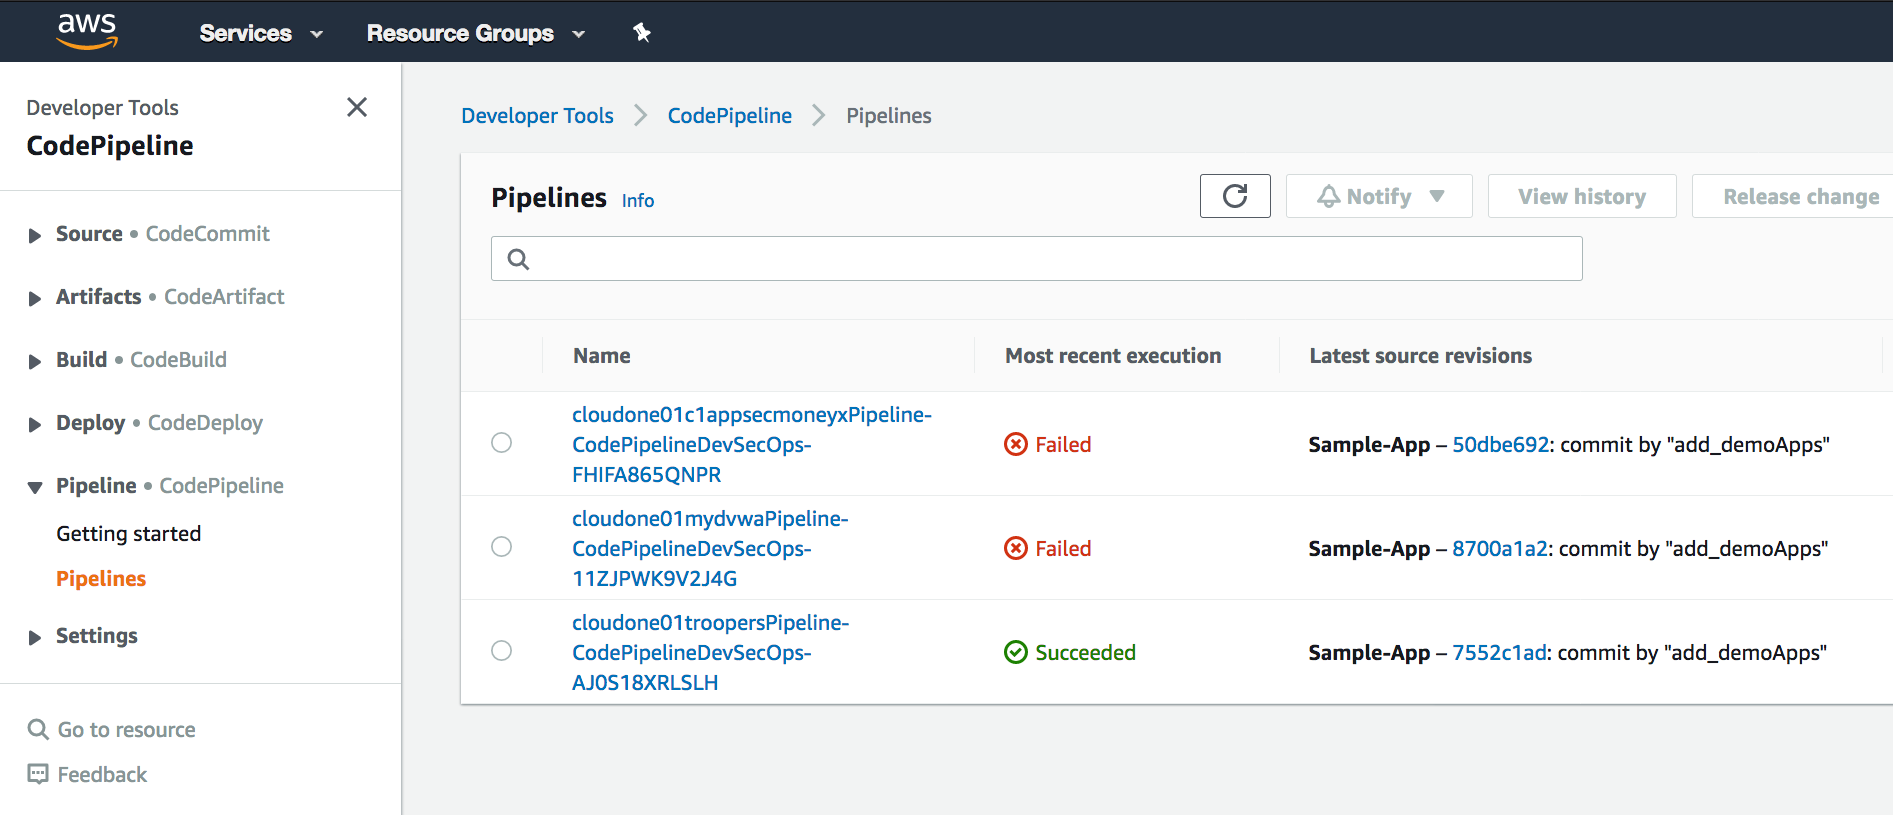 aws
Services
Resource Groups
Developer Tools
CodePipeline
Source • CodeCommit
Artifacts • CodeArtifact
Build • CodeBuild
Deploy • CodeDeploy
Pipeline • CodePipeline
Getting started
Pipelines
Settings
Go to resource
Feedback
Developer Tools
CodePipeline
Pipelines
Pipelines Info
Notify
View history
Release change
Name
Most recent execution
Latest source revisions
cloudone01c1appsecmoneyxPipeline-
CodePipelineDevSecOps-
FHIFA865QNPR
Failed
Sample-App – 50dbe692: commit by "add_demoApps"
cloudone01mydvwaPipeline-
CodePipelineDevSecOps-
11ZJPWK9V2J4G
Failed
Sample-App – 8700a1a2: commit by "add_demoApps"
cloudone01troopersPipeline-
CodePipelineDevSecOps-
AJ0S18XRLSLH
Succeeded
Sample-App – 7552c1ad: commit by "add_demoApps"